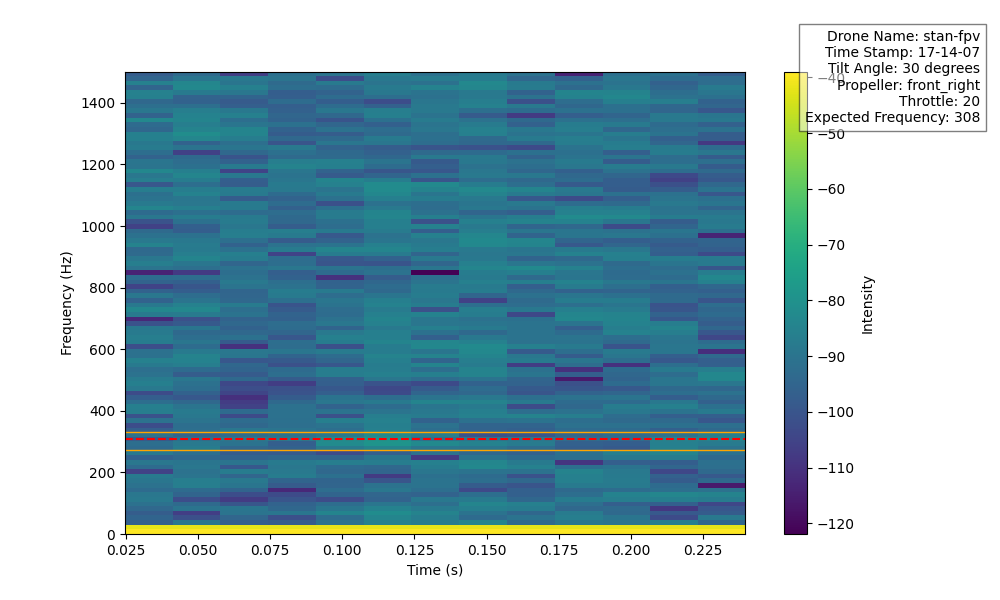 Drone Name: stan-fpv
Time Stamp: 17-14-07
Tilt Angle: 30 degrees
Propeller: front_right
Throttle: 20
Expected Frequency: 308
1400
1200
1000
800
600
400
200
0
Frequency (Hz)
0.025
0.050
0.075
0.100
0.125
0.150
0.175
0.200
0.225
Time (s)
−40
−50
−60
−70
−80
−90
−100
−110
−120
Intensity